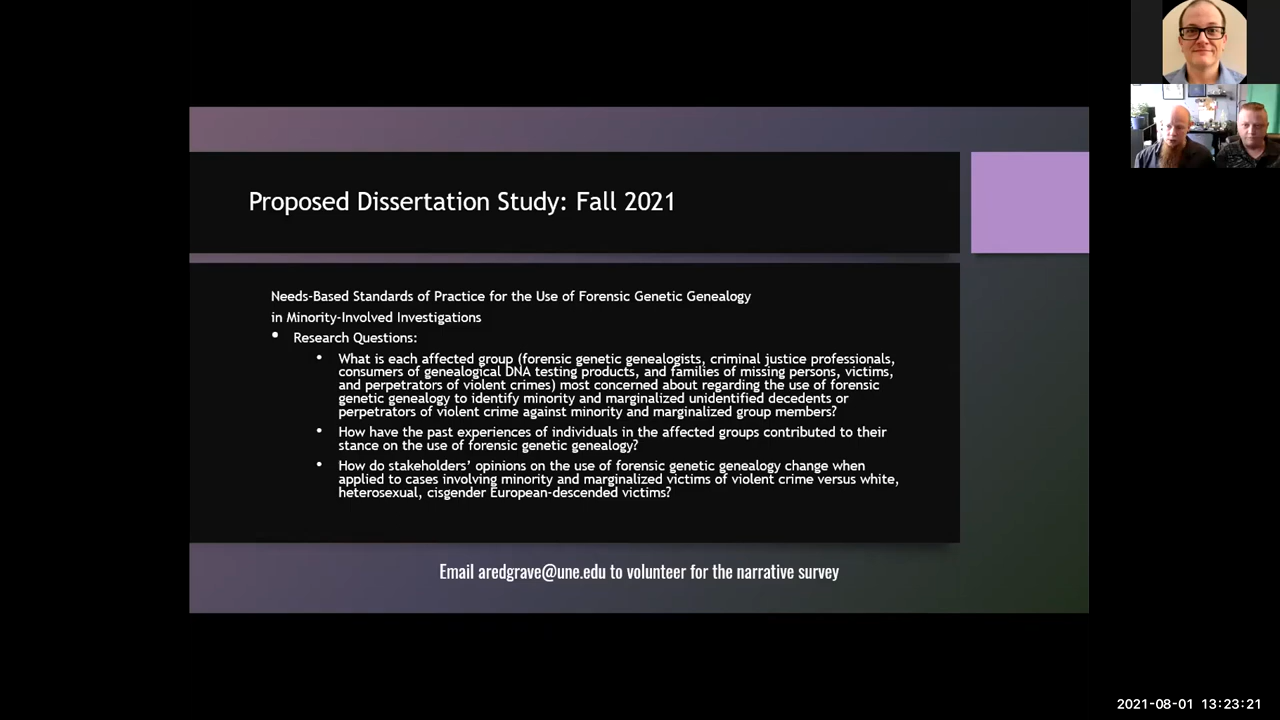 Proposed Dissertation Study: Fall 2021
Needs-Based Standards of Practice for the Use of Forensic Genetic Genealogy
in Minority-Involved Investigations
• Research Questions:
• What is each affected group (forensic genetic genealogists, criminal justice professionals,
consumers of genealogical DNA testing products, and families of missing persons, victims,
and perpetrators of violent crimes) most concerned about regarding the use of forensic
genetic genealogy to identify minority and marginalized unidentified decedents or
perpetrators of violent crime against minority and marginalized group members?
• How have the past experiences of individuals in the affected groups contributed to their
stance on the use of forensic genetic genealogy?
• How do stakeholders’ opinions on the use of forensic genetic genealogy change when
applied to cases involving minority and marginalized victims of violent crime versus white,
heterosexual, cisgender European-descended victims?
Email aredgrave@une.edu to volunteer for the narrative survey
2021-08-01 13:23:21